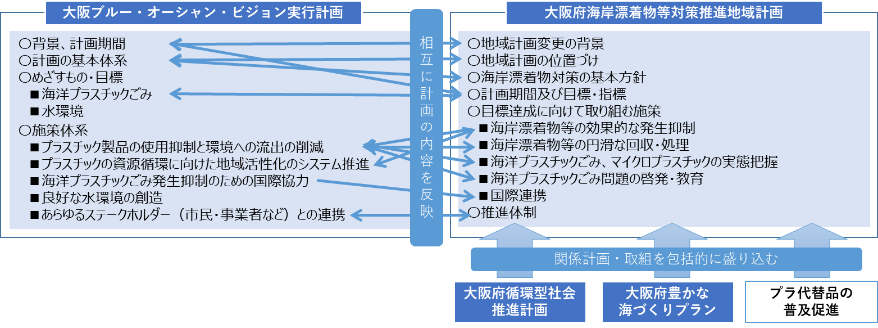 大阪ブルー・オーシャン・ビジョン実行計画
〇背景、計画期間
〇計画の基本体系
〇めざすもの・目標
■海洋プラスチックごみ
■水環境
〇施策体系
■プラスチック製品の使用抑制と環境への流出の削減
■プラスチックの資源循環に向けた地域活性化のシステム推進
■海洋プラスチックごみ発生抑制のための国際協力
■良好な水環境の創造
■あらゆるステークホルダー（市民・事業者など）との連携
相互に計画の内容を反映
大阪府海岸漂着物等対策推進地域計画
〇地域計画変更の背景
〇地域計画の位置づけ
〇海岸漂着物対策の基本方針
〇計画期間及び目標・指標
〇目標達成に向けて取り組む施策
■海岸漂着物等の効果的な発生抑制
■海岸漂着物等の円滑な回収・処理
■海洋プラスチックごみ、マイクロプラスチックの実態把握
■海洋プラスチックごみ問題の啓発・教育
■国際連携
〇推進体制
関係計画・取組を包括的に盛り込む
大阪府循環型社会
推進計画
大阪府豊かな
海づくりプラン
プラ代替品の
普及促進